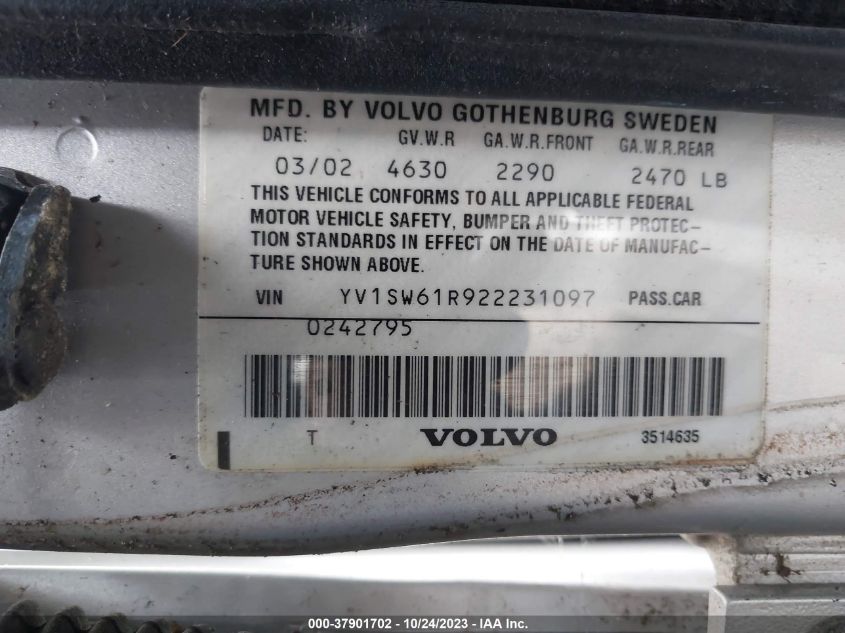 MFD. BY VOLVO GOTHENBURG SWEDEN
DATE: GV.W.R GA.W.R.FRONT GA.W.R.REAR
03/02 4630 2290 2470 LB
THIS VEHICLE CONFORMS TO ALL APPLICABLE FEDERAL
MOTOR VEHICLE SAFETY, BUMPER AND THEFT PROTEC-
TION STANDARDS IN EFFECT ON THE DATE OF MANUFAC-
TURE SHOWN ABOVE.
VIN YV1SW61R922231097 PASS.CAR
0242795
T VOLVO 3514635
000-37901702 - 10/24/2023 - IAA Inc.